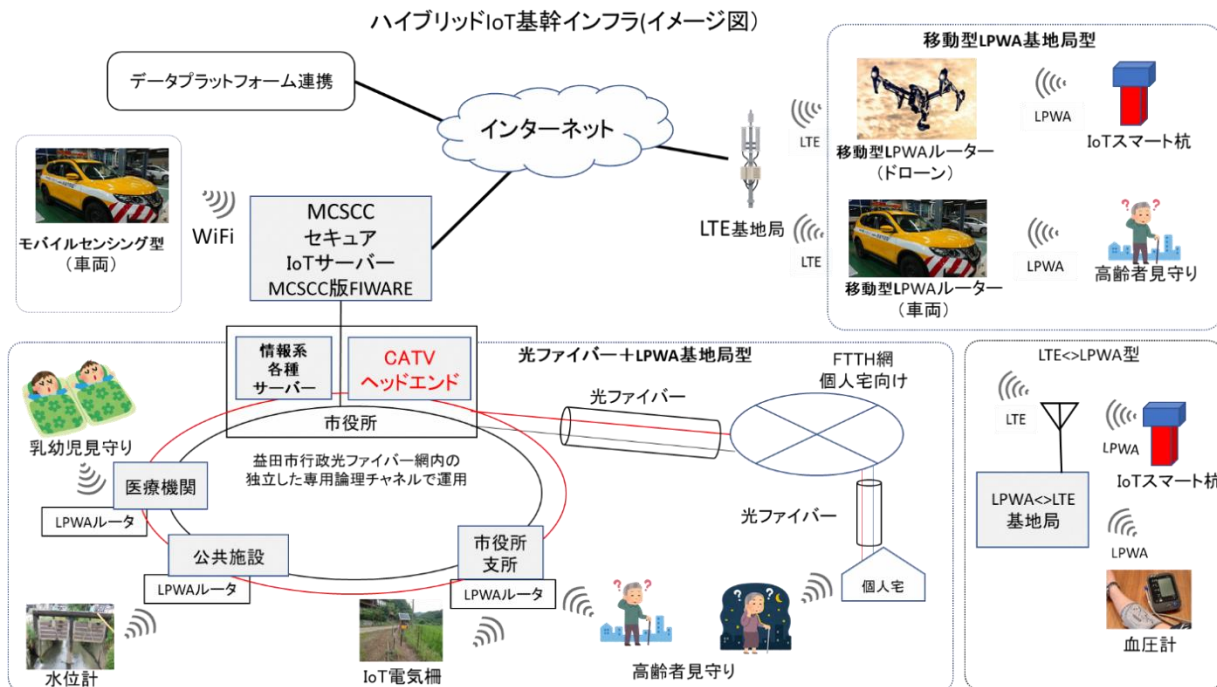 ハイブリッドIoT基幹インフラ(イメージ図)
データプラットフォーム連携
インターネット
モバイルセンシング型
(車両)
WiFi
MCSCC
セキュア
IoTサーバー
MCSCC版FIWARE
LTE基地局
移動型LPWA基地局型
LTE
移動型LPWAルーター
(ドローン)
LPWA
IoTスマート杭
LTE
移動型LPWAルーター
(車両)
LPWA
高齢者見守り
光ファイバー+LPWA基地局型
情報系
各種
サーバー
CATV
ヘッドエンド
市役所
益田市行政光ファイバー網内の
独立した専用論理チャネルで運用
光ファイバー
FTTH網
個人宅向け
光ファイバー
個人宅
乳幼児見守り
医療機関
LPWAルータ
公共施設
LPWAルータ
市役所
支所
LPWAルータ
水位計
IoT電気柵
高齢者見守り
LTE<>LPWA型
LTE
LPWA
IoTスマート杭
LPWA<>LTE
基地局
LPWA
血圧計